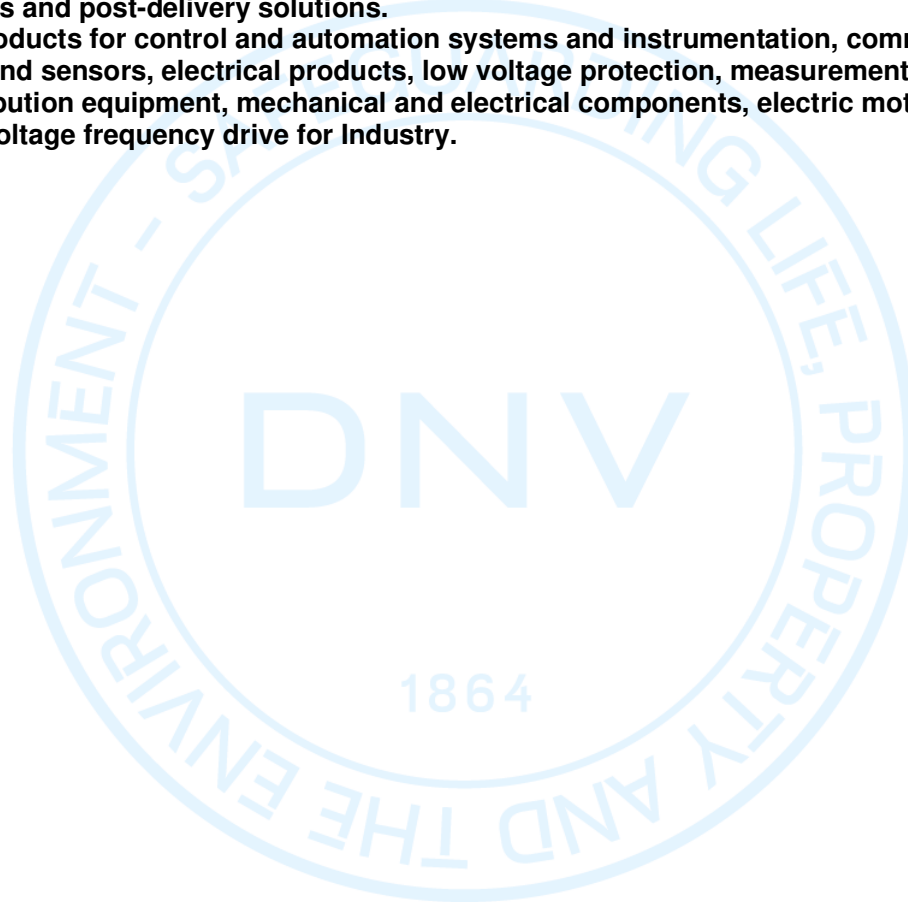 s and post-delivery solutions.
oducts for control and automation systems and instrumentation, comm
nd sensors, electrical products, low voltage protection, measurement
bution equipment, mechanical and electrical components, electric mot
oltage frequency drive for Industry.
SAFEGUARDING LIFE, PROPERTY AND THE ENVIRONMENT -
DNV
1864